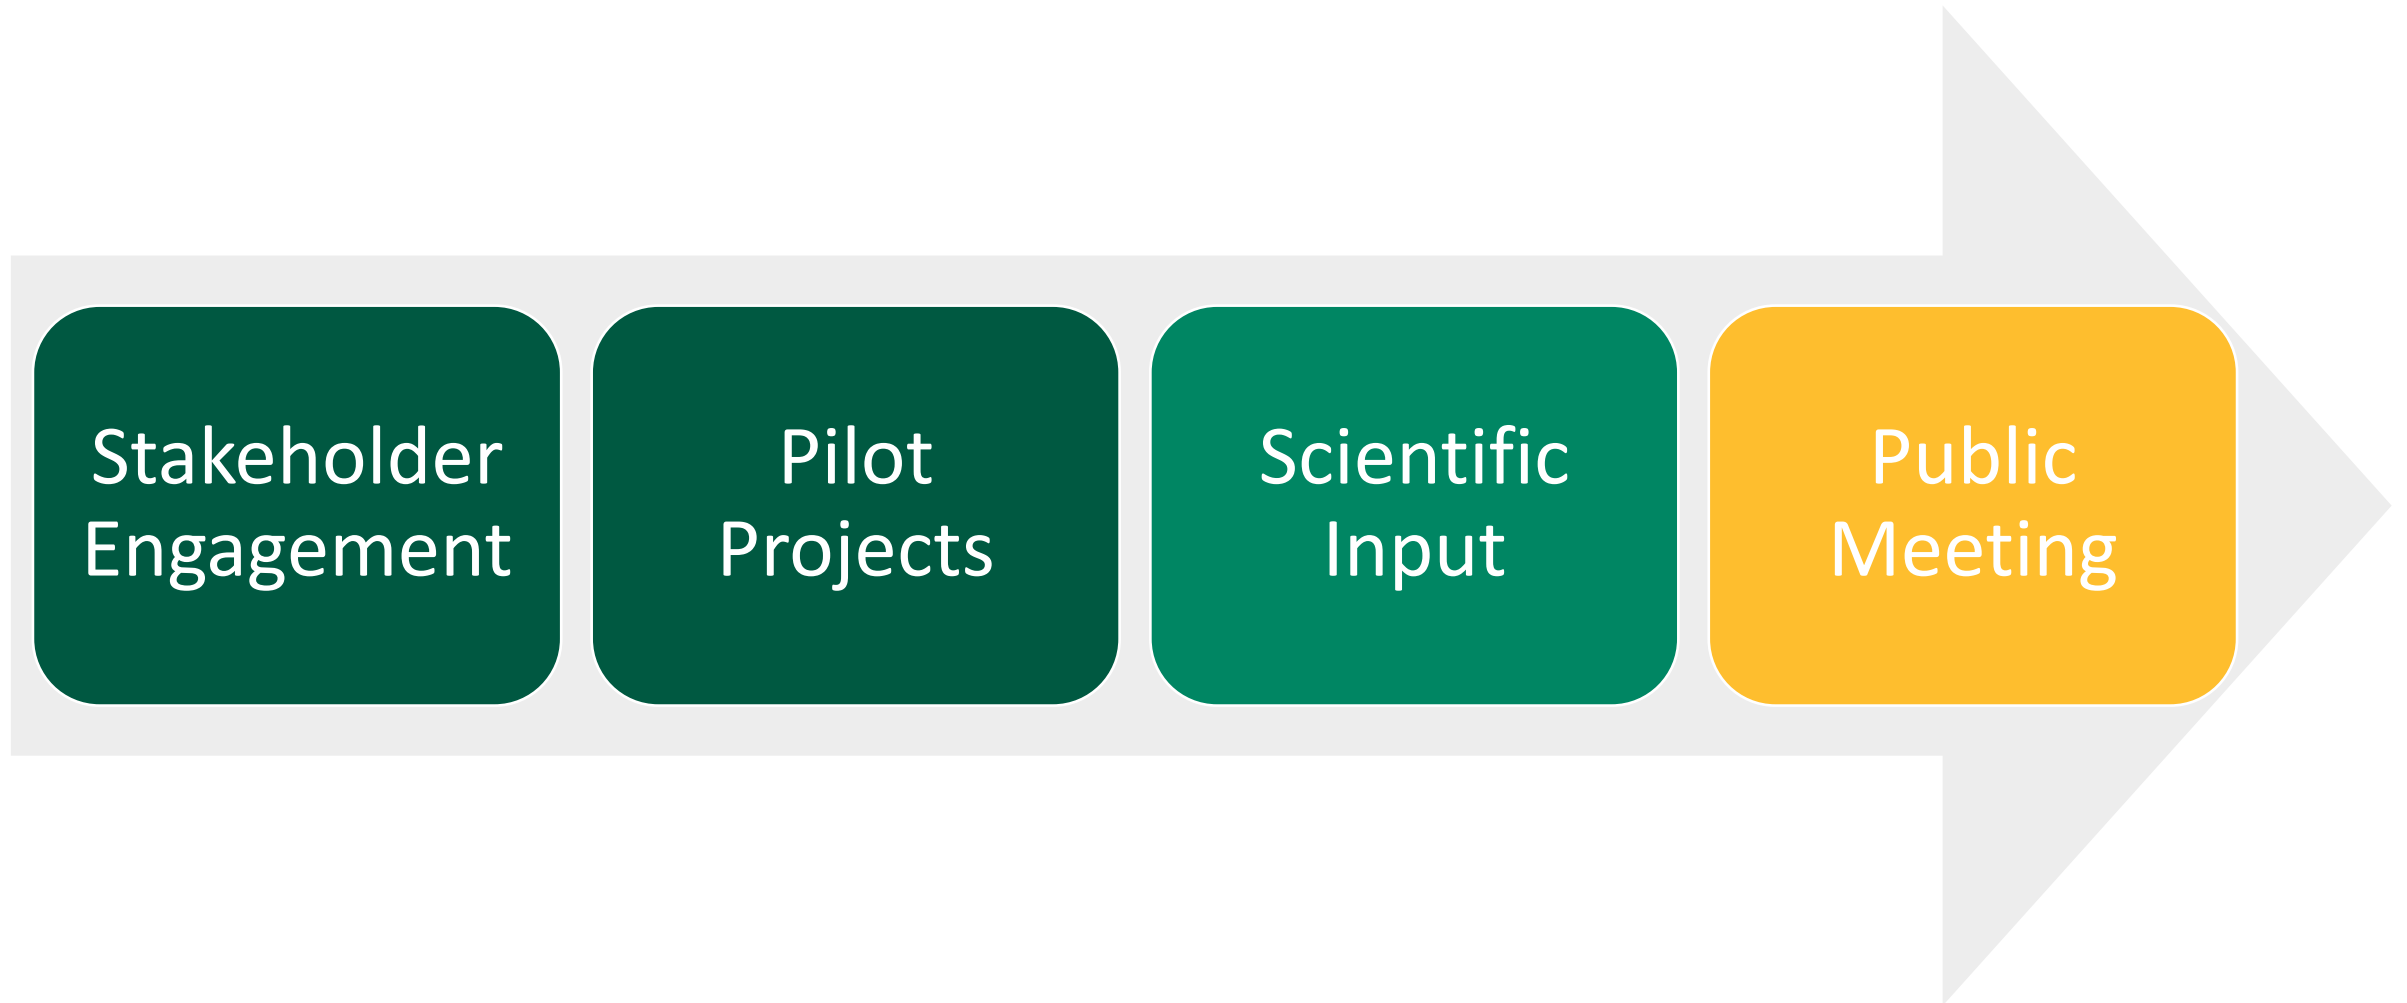 Stakeholder
Engagement
Pilot
Projects
Scientific
Input
Public
Meeting